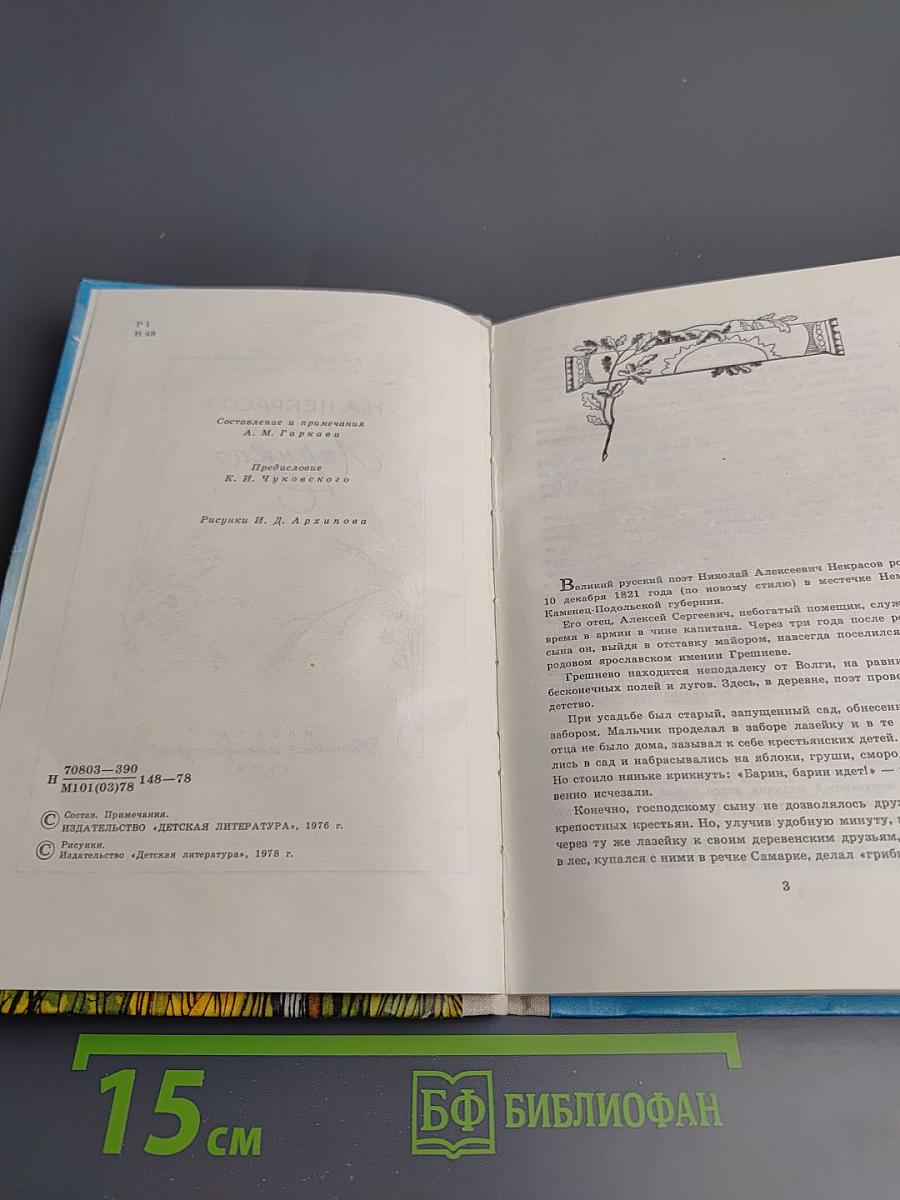 Р1
Н 48
Составление и примечания
А. М. Гаркави
Предисловие
К. И. Чуковского
Рисунки И. Д. Архипова
Н 70803—390 148—78
М101(03)78
© Состав. Примечания.
ИЗДАТЕЛЬСТВО «ДЕТСКАЯ ЛИТЕРАТУРА», 1976 г.
© Рисунки.
Издательство «Детская литература», 1978 г.
Великий русский поэт Николай Алексеевич Некрасов ро
10 декабря 1821 года (по новому стилю) в местечке Нем
Каменец-Подольской губернии.
Его отец, Алексей Сергеевич, небогатый помещик, служ
время в армии в чине капитана. Через три года после ро
сына он, выйдя в отставку майором, навсегда поселился
родовом ярославском имении Грешневе.
Грешнево находится неподалеку от Волги, на равни
бесконечных полей и лугов. Здесь, в деревне, поэт прове
детство.
При усадьбе был старый, запущенный сад, обнесен
забором. Мальчик проделал в заборе лазейку и в те
отца не было дома, зазывал к себе крестьянских детей.
лись в сад и набрасывались на яблоки, груши, сморо
Но стоило няньке крикнуть: «Барин, барин идет!» —
венно исчезали.
Конечно, господскому сыну не дозволялось друж
крепостных крестьян. Но, улучив удобную минуту,
через ту же лазейку к своим деревенским друзьям,
в лес, купался с ними в речке Самарке, делал «гриб
3
15 см
БФ БИБЛИОФАН